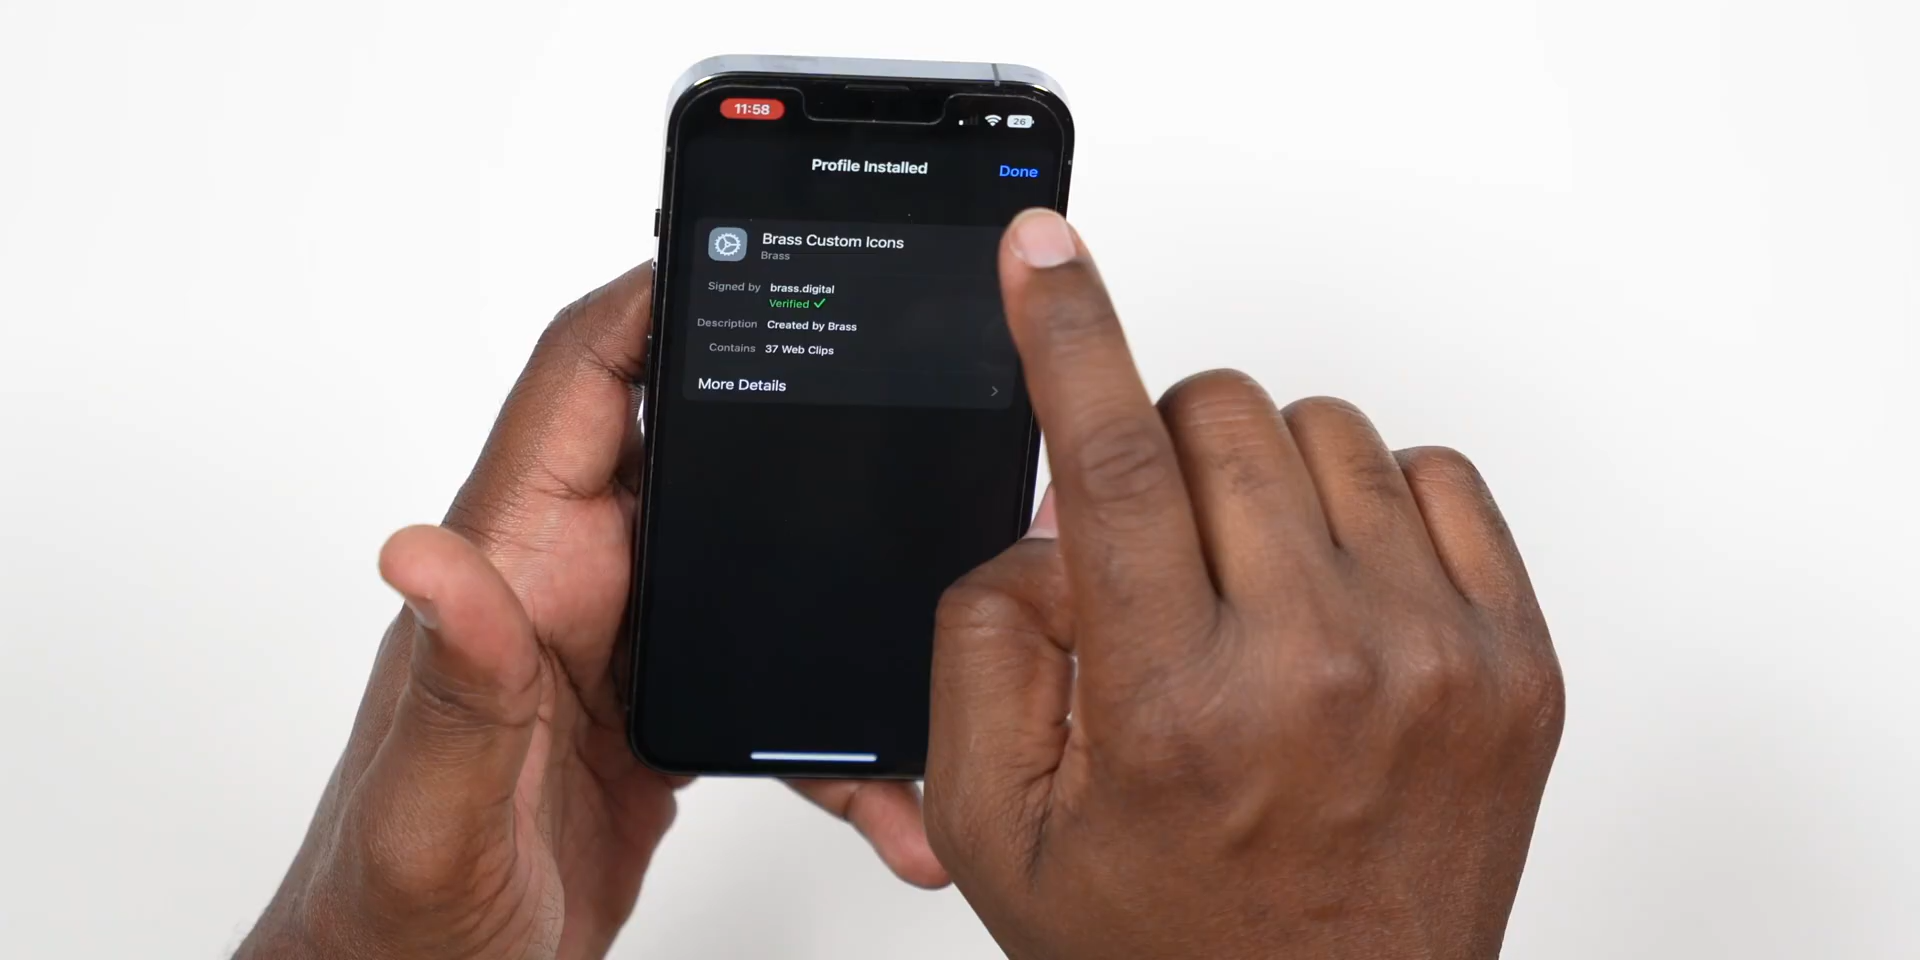 11:58
26
Profile Installed
Done
Brass Custom Icons
Brass
Signed by brass.digital
Verified ✓
Description Created by Brass
Contains 37 Web Clips
More Details